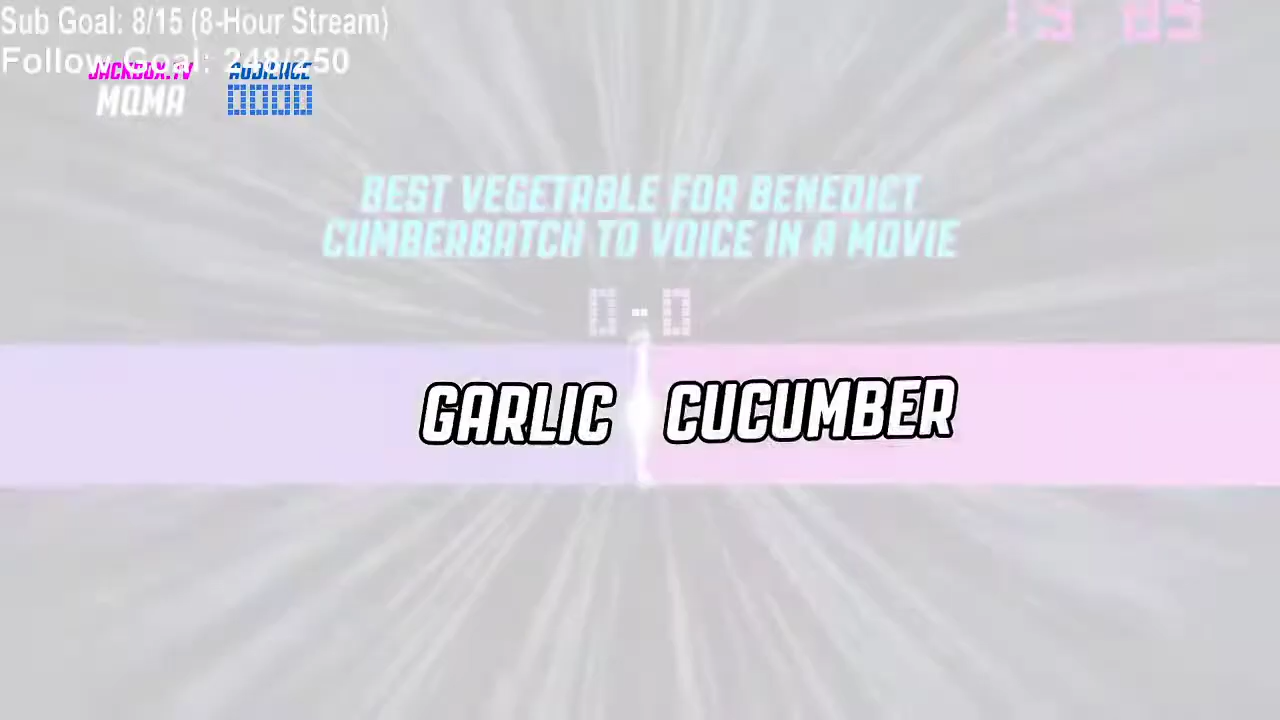 Sub Goal: 8/15 (8-Hour Stream)
Follow Goal: 248/250
JACKBOX.TV
MQMA
AUDIENCE
0000
BEST VEGETABLE FOR BENEDICT
CUMBERBATCH TO VOICE IN A MOVIE
0-0
GARLIC
CUCUMBER